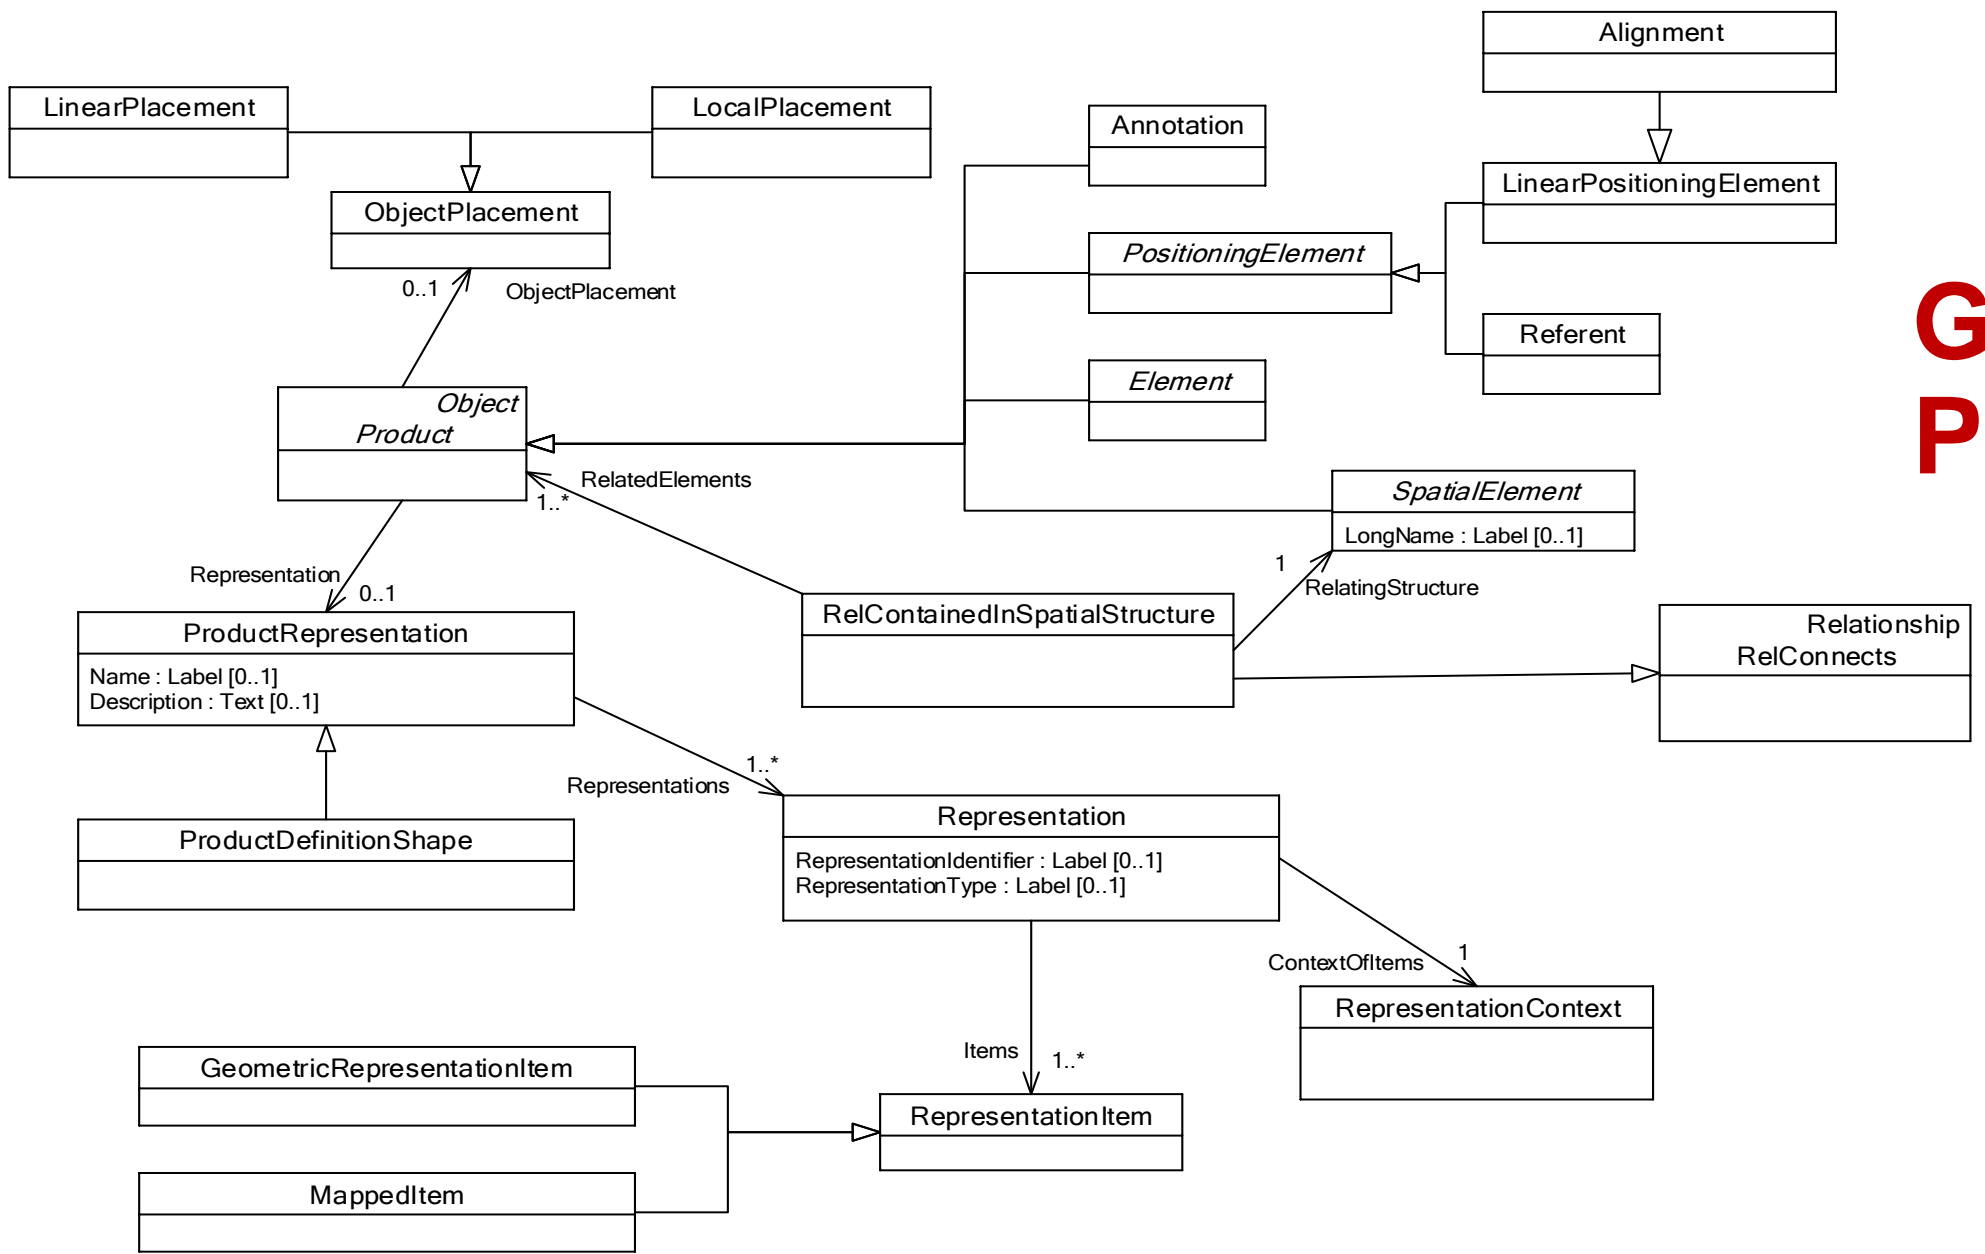 Alignment
LinearPlacement
LocalPlacement
Annotation
LinearPositioningElement
ObjectPlacement
PositioningElement
0..1
ObjectPlacement
G
Referent
Element
Object
Product
P
RelatedElements
1..*
SpatialElement
LongName : Label [0..1]
1
RelatingStructure
Representation
0..1
RelContainedInSpatialStructure
Relationship
RelConnects
ProductRepresentation
Name : Label [0..1]
Description : Text [0..1]
1..*
Representations
Representation
RepresentationIdentifier : Label [0..1]
RepresentationType : Label [0..1]
ProductDefinitionShape
1
ContextOfItems
RepresentationContext
Items
1..*
GeometricRepresentationItem
RepresentationItem
MappedItem